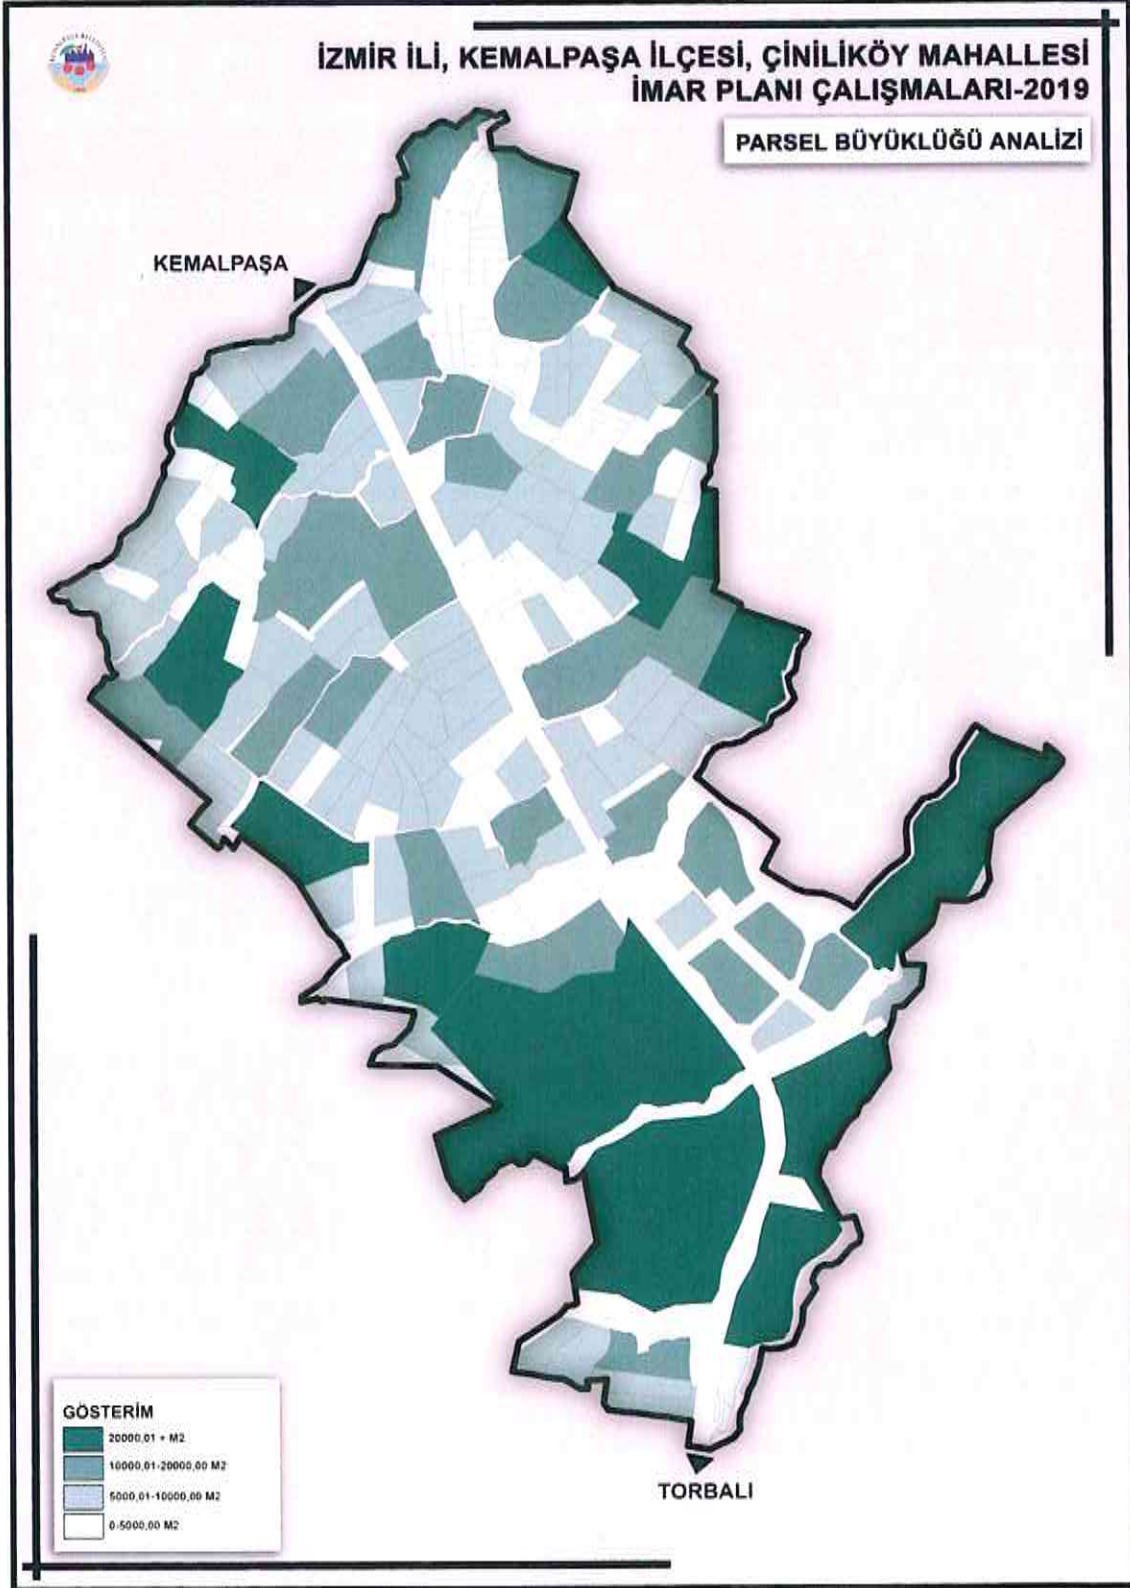 İZMİR İLİ, KEMALPAŞA İLÇESİ, ÇİNİLİKÖY MAHALLESİ
İMAR PLANI ÇALIŞMALARI-2019
PARSEL BÜYÜKLÜĞÜ ANALİZİ
KEMALPAŞA
GÖSTERİM
20000,01 + M2
10000,01-20000,00 M2
5000,01-10000,00 M2
0-5000,00 M2
TORBALI